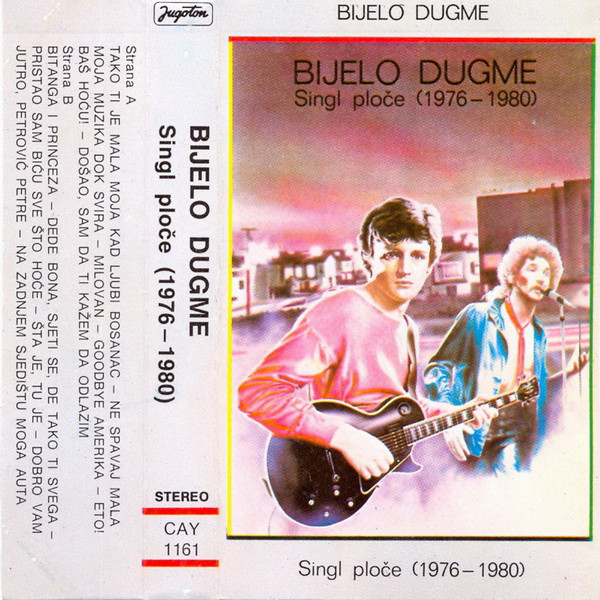 Strana A
TAKO TI JE MALA MOJA KAD LJUBI BOSANAC – NE SPAVAJ MALA
MOJA MUZIKA DOK SVIRA – MILOVAN – GOODBYE AMERIKA – ETO!
BAŠ HOĆU! – DOŠAO, SAM DA TI KAŽEM DA ODLAZIM
Strana B
BITANGA I PRINCEZA – DEDE BONA, SJETI SE, DE TAKO TI SVEGA –
PRISTAO SAM BIĆU SVE ŠTO HOĆE – ŠTA JE, TU JE – DOBRO VAM
JUTRO, PETROVIĆ PETRE – NA ZADNJEM SJEDIŠTU MOGA AUTA
Jugoton
BIJELO DUGME
Singl ploče (1976–1980)
STEREO
CAY
1161
BIJELO DUGME
BIJELO DUGME
Singl ploče (1976–1980)
Singl ploče (1976–1980)